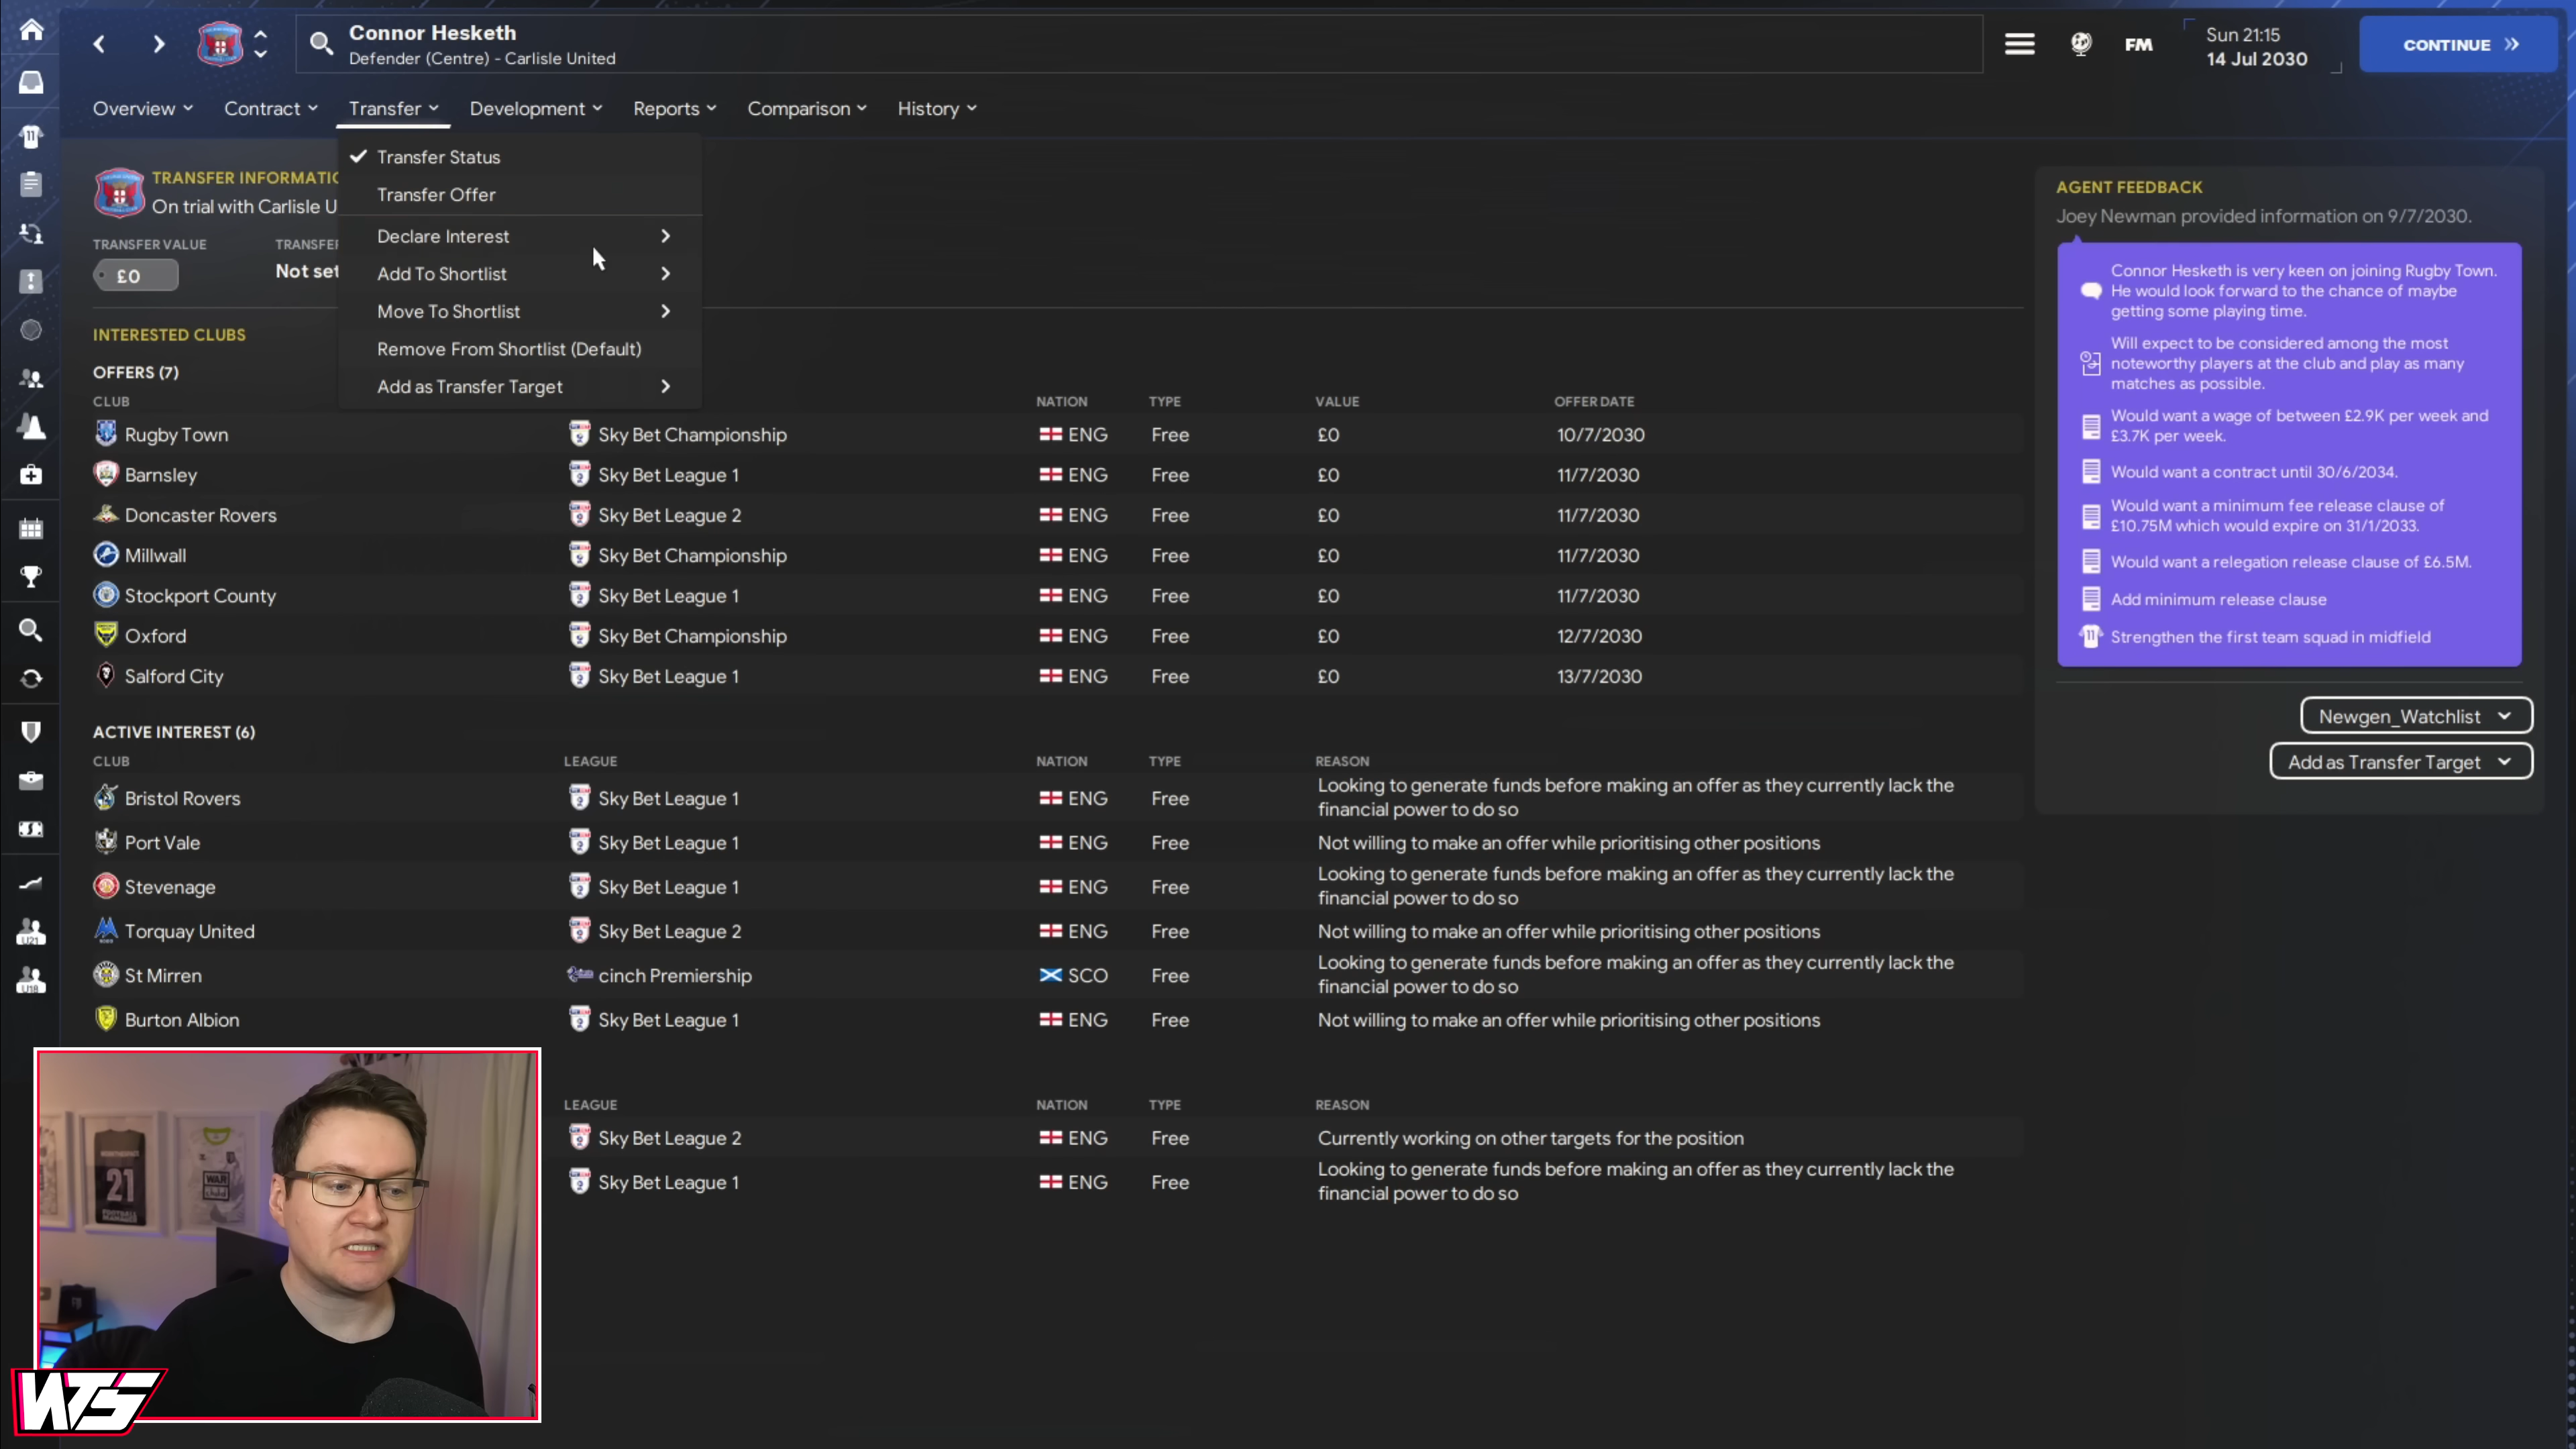 Connor Hesketh
Defender (Centre) - Carlisle United
FM
Sun 21:15
14 Jul 2030
CONTINUE
Overview
Contract
Transfer
Development
Reports
Comparison
History
Transfer Status
Transfer Offer
Declare Interest
Add To Shortlist
Move To Shortlist
Remove From Shortlist (Default)
Add as Transfer Target
TRANSFER INFORMATIO
On trial with Carlisle U
TRANSFER VALUE
TRANSFE
£0
Not set
INTERESTED CLUBS
OFFERS (7)
CLUB NATION TYPE VALUE OFFER DATE
Rugby Town Sky Bet Championship ENG Free £0 10/7/2030
Barnsley Sky Bet League 1 ENG Free £0 11/7/2030
Doncaster Rovers Sky Bet League 2 ENG Free £0 11/7/2030
Millwall Sky Bet Championship ENG Free £0 11/7/2030
Stockport County Sky Bet League 1 ENG Free £0 11/7/2030
Oxford Sky Bet Championship ENG Free £0 12/7/2030
Salford City Sky Bet League 1 ENG Free £0 13/7/2030
ACTIVE INTEREST (6)
CLUB LEAGUE NATION TYPE REASON
Bristol Rovers Sky Bet League 1 ENG Free Looking to generate funds before making an offer as they currently lack the
financial power to do so
Port Vale Sky Bet League 1 ENG Free Not willing to make an offer while prioritising other positions
Stevenage Sky Bet League 1 ENG Free Looking to generate funds before making an offer as they currently lack the
financial power to do so
Torquay United Sky Bet League 2 ENG Free Not willing to make an offer while prioritising other positions
St Mirren cinch Premiership SCO Free Looking to generate funds before making an offer as they currently lack the
financial power to do so
Burton Albion Sky Bet League 1 ENG Free Not willing to make an offer while prioritising other positions
LEAGUE NATION TYPE REASON
Sky Bet League 2 ENG Free Currently working on other targets for the position
Sky Bet League 1 ENG Free Looking to generate funds before making an offer as they currently lack the
financial power to do so
AGENT FEEDBACK
Joey Newman provided information on 9/7/2030.
Connor Hesketh is very keen on joining Rugby Town.
He would look forward to the chance of maybe
getting some playing time.
Will expect to be considered among the most
noteworthy players at the club and play as many
matches as possible.
Would want a wage of between £2.9K per week and
£3.7K per week.
Would want a contract until 30/6/2034.
Would want a minimum fee release clause of
£10.75M which would expire on 31/1/2033.
Would want a relegation release clause of £6.5M.
Add minimum release clause
11 Strengthen the first team squad in midfield
Newgen_Watchlist
Add as Transfer Target
11
U21
U18
21
WTS